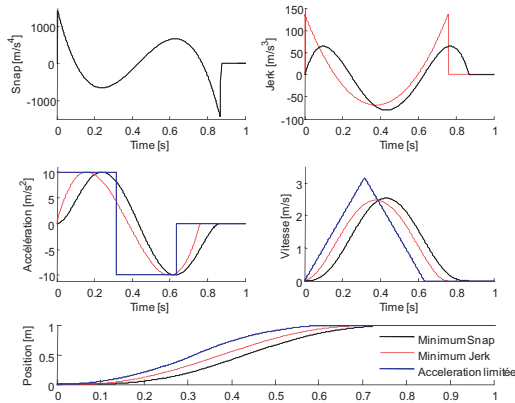 1000
0
-1000
Snap [m/s⁴]
0 0.2 0.4 0.6 0.8 1
Time [s]
150
100
50
0
-50
-100
Jerk [m/s³]
0 0.2 0.4 0.6 0.8 1
Time [s]
10
5
0
-5
-10
Accélération [m/s²]
0 0.2 0.4 0.6 0.8 1
Time [s]
3
2
1
0
Vitesse [m/s]
0 0.2 0.4 0.6 0.8 1
Time [s]
1
0.5
0
Position [m]
0 0.1 0.2 0.3 0.4 0.5 0.6 0.7 0.8 0.9 1
Minimum Snap
Minimum Jerk
Acceleration limitée